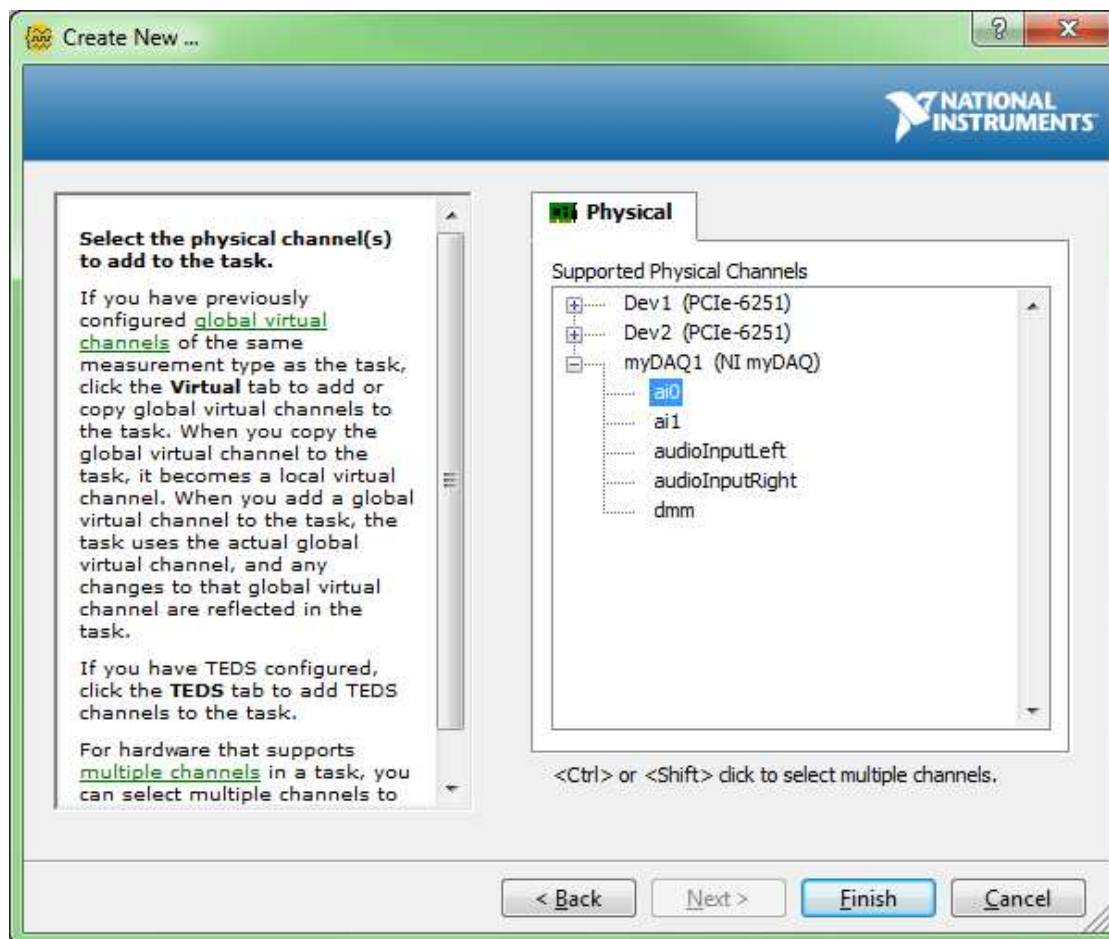 Create New ...
NATIONAL
INSTRUMENTS
Select the physical channel(s)
to add to the task.
If you have previously
configured global virtual
channels of the same
measurement type as the task,
click the Virtual tab to add or
copy global virtual channels to
the task. When you copy the
global virtual channel to the
task, it becomes a local virtual
channel. When you add a global
virtual channel to the task, the
task uses the actual global
virtual channel, and any
changes to that global virtual
channel are reflected in the
task.
If you have TEDS configured,
click the TEDS tab to add TEDS
channels to the task.
For hardware that supports
multiple channels in a task, you
can select multiple channels to
Physical
Supported Physical Channels
Dev1 (PCIe-6251)
Dev2 (PCIe-6251)
myDAQ1 (NI myDAQ)
ai0
ai1
audioInputLeft
audioInputRight
dmm
<Ctrl> or <Shift> click to select multiple channels.
< Back
Next >
Finish
Cancel